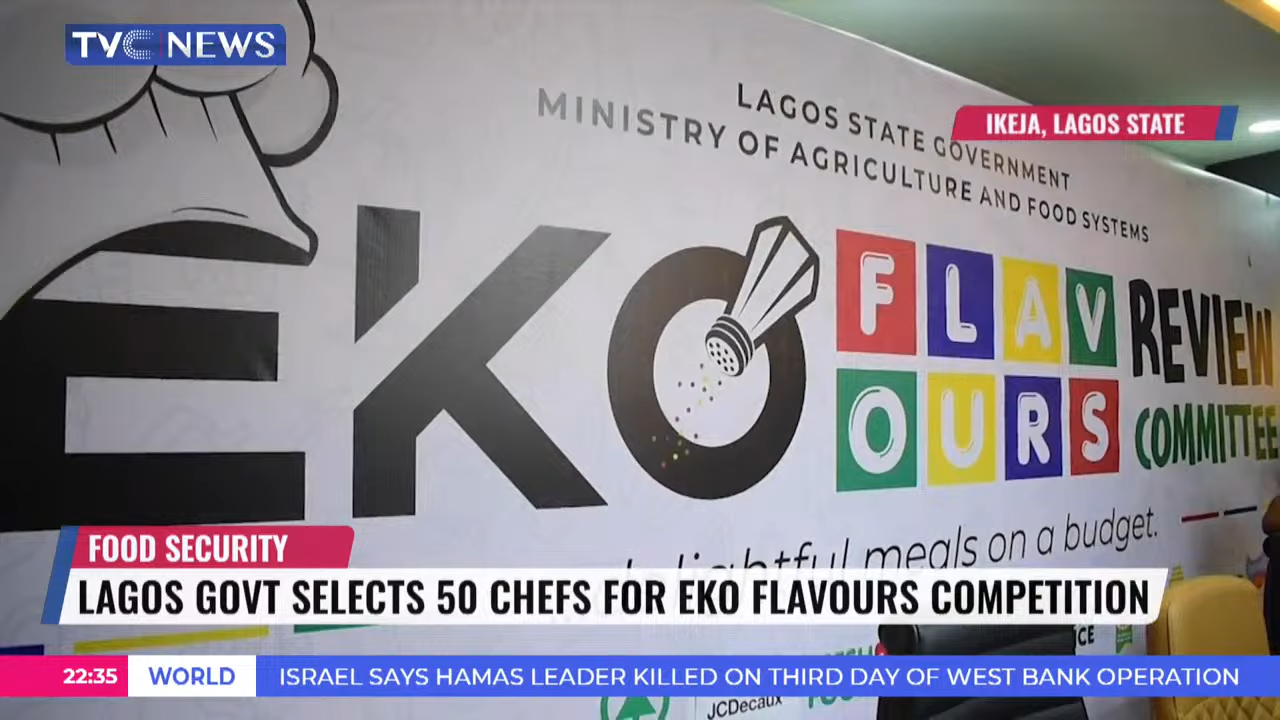 TVC NEWS
LAGOS STATE GOVERNMENT
MINISTRY OF AGRICULTURE AND FOOD SYSTEMS
IKEJA, LAGOS STATE
EKO
FLAV
OURS
REVIEW
COMMITTEE
delightful meals on a budget.
FOOD SECURITY
LAGOS GOVT SELECTS 50 CHEFS FOR EKO FLAVOURS COMPETITION
22:35 WORLD ISRAEL SAYS HAMAS LEADER KILLED ON THIRD DAY OF WEST BANK OPERATION
JCDecaux